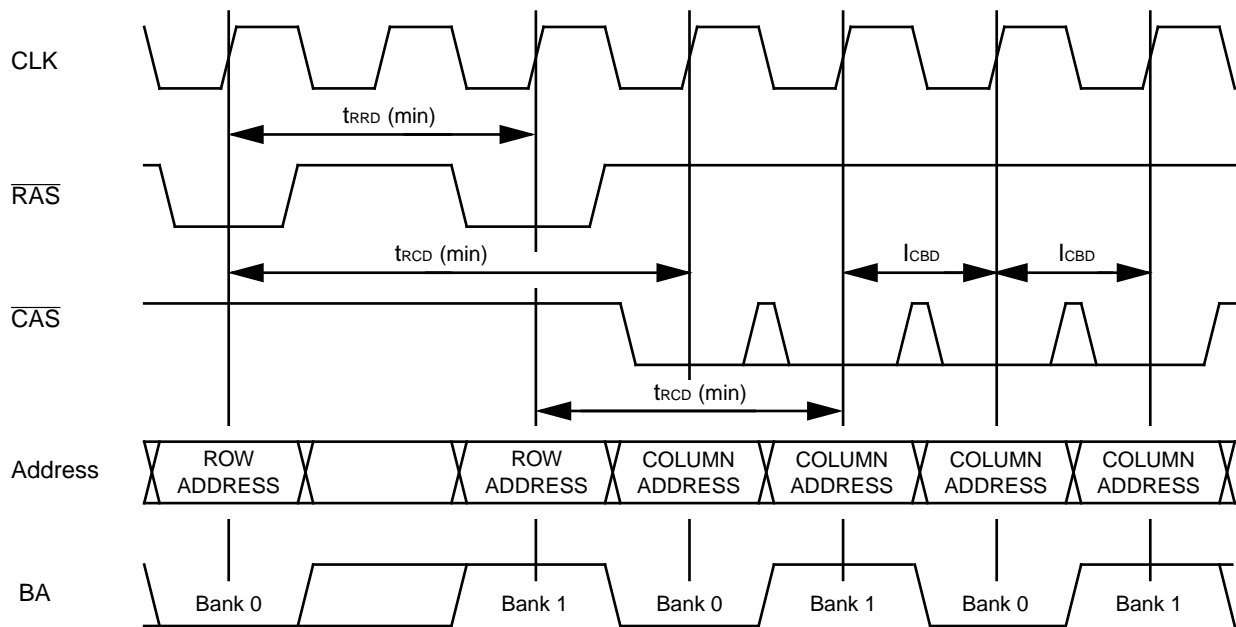 CLK
tRRD (min)
RAS
tRCD (min)
ICBD
ICBD
CAS
tRCD (min)
Address
ROW
ADDRESS
ROW
ADDRESS
COLUMN
ADDRESS
COLUMN
ADDRESS
COLUMN
ADDRESS
COLUMN
ADDRESS
BA
Bank 0
Bank 1
Bank 0
Bank 1
Bank 0
Bank 1